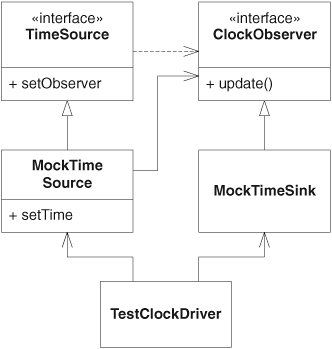 «interface»
TimeSource
+ setObserver
«interface»
ClockObserver
+ update()
MockTime
Source
+ setTime
MockTimeSink
TestClockDriver